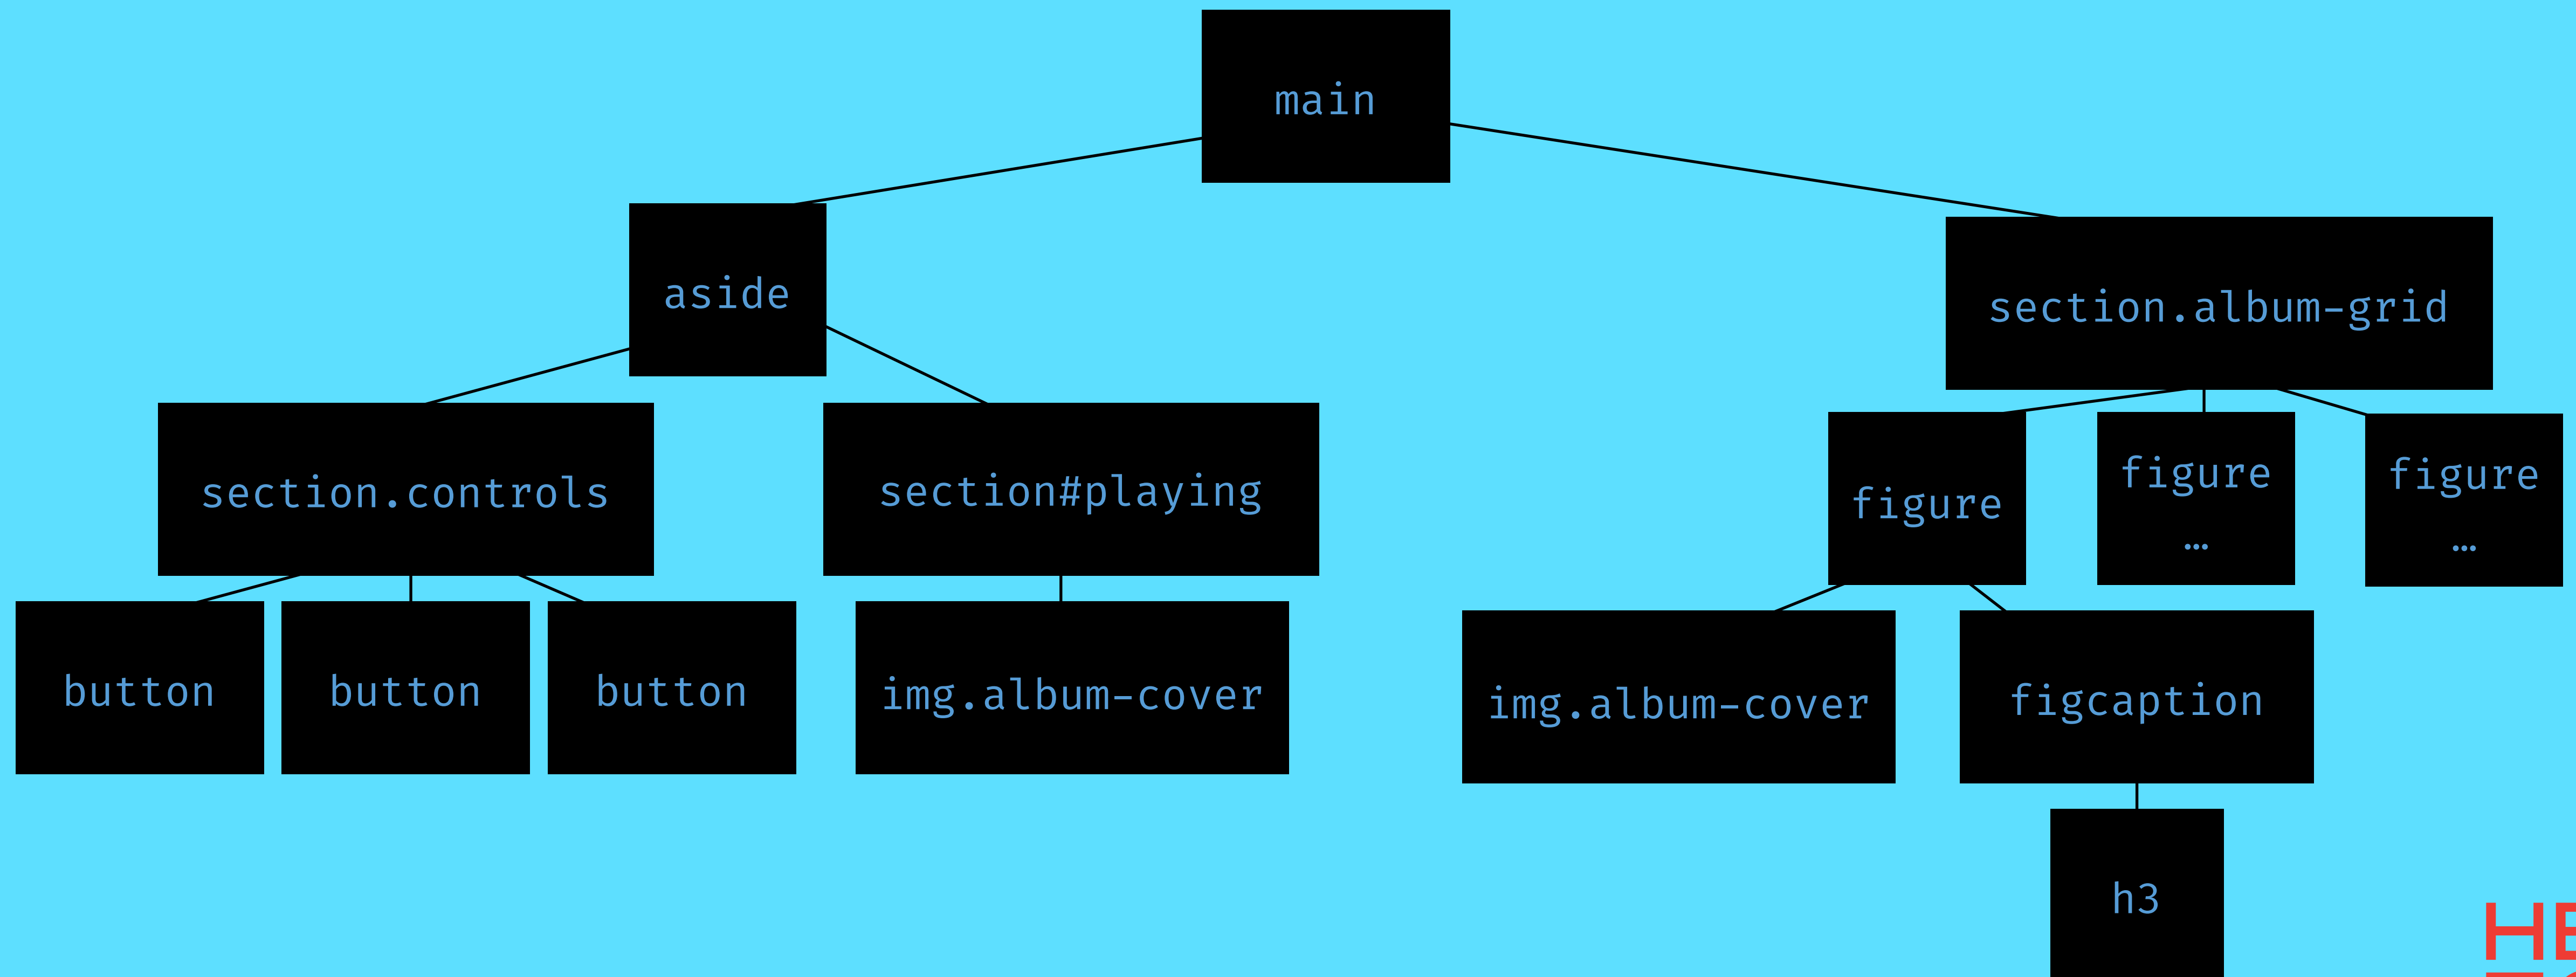 main
aside
section.album-grid
section.controls
section#playing
figure
figure
…
figure
…
button
button
button
img.album-cover
img.album-cover
figcaption
h3